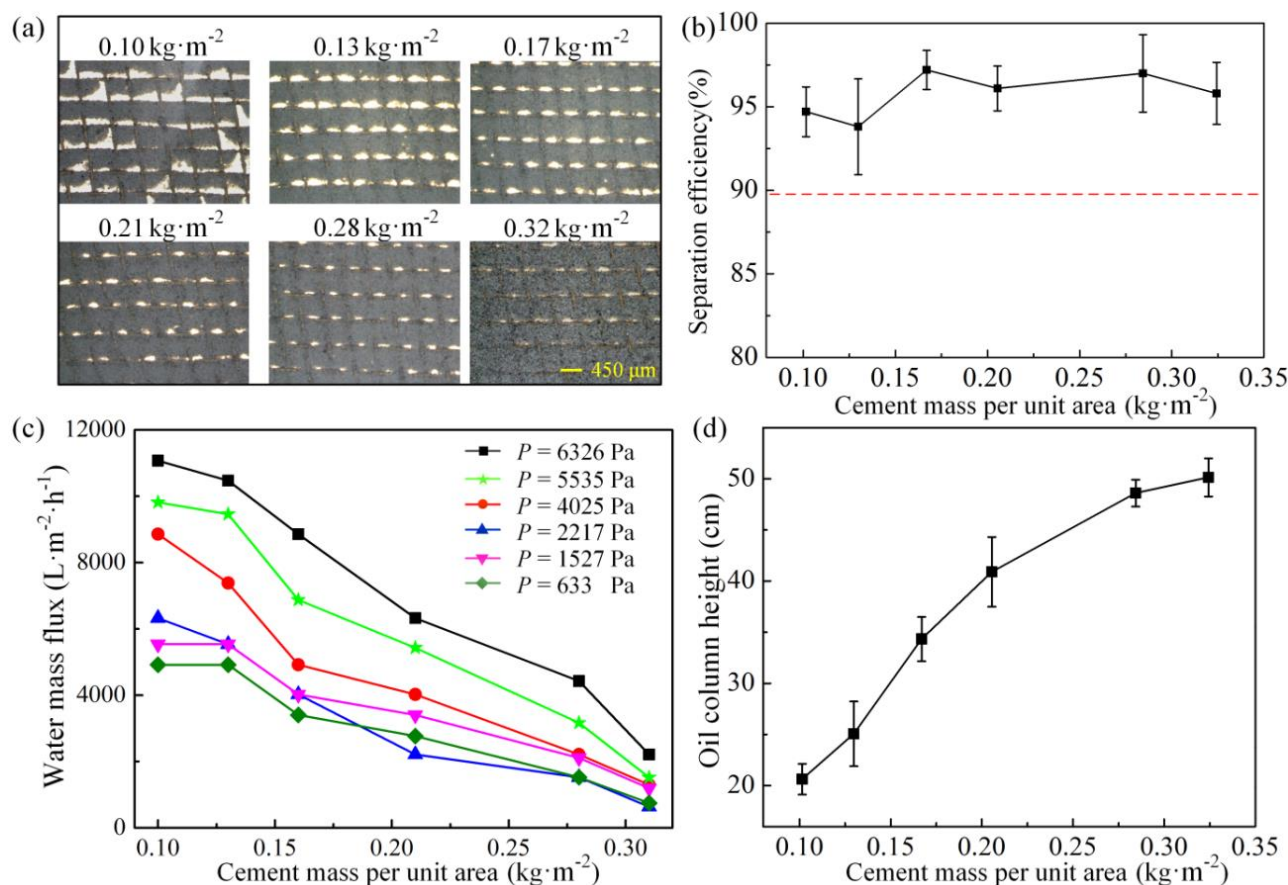 (a)
0.10 kg·m⁻² 0.13 kg·m⁻² 0.17 kg·m⁻²
0.21 kg·m⁻² 0.28 kg·m⁻² 0.32 kg·m⁻²
450 μm
(b)
Separation efficiency(%)
100
95
90
85
80
0.10 0.15 0.20 0.25 0.30 0.35
Cement mass per unit area (kg·m⁻²)
(c)
Water mass flux (L·m⁻²·h⁻¹)
12000
8000
4000
0
P = 6326 Pa
P = 5535 Pa
P = 4025 Pa
P = 2217 Pa
P = 1527 Pa
P = 633 Pa
0.10 0.15 0.20 0.25 0.30
Cement mass per unit area (kg·m⁻²)
(d)
Oil column height (cm)
50
40
30
20
0.10 0.15 0.20 0.25 0.30 0.35
Cement mass per unit area (kg·m⁻²)